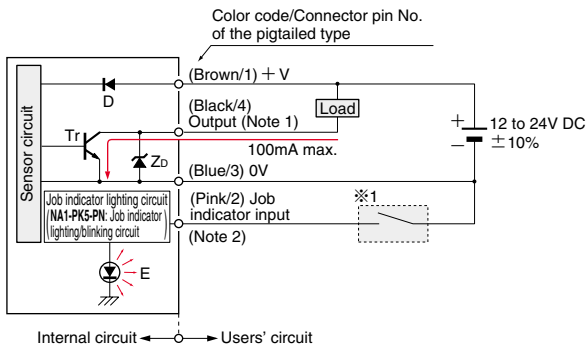 Color code/Connector pin No.
of the pigtailed type
Sensor circuit
D
Tr
ZD
(Brown/1) + V
(Black/4)
Output (Note 1)
Load
100mA max.
(Blue/3) 0V
(Pink/2) Job
indicator input
(Note 2)
※1
+
−
12 to 24V DC
±10%
Job indicator lighting circuit
(NA1-PK5-PN: Job indicator
lighting/blinking circuit)
E
Internal circuit
Users' circuit